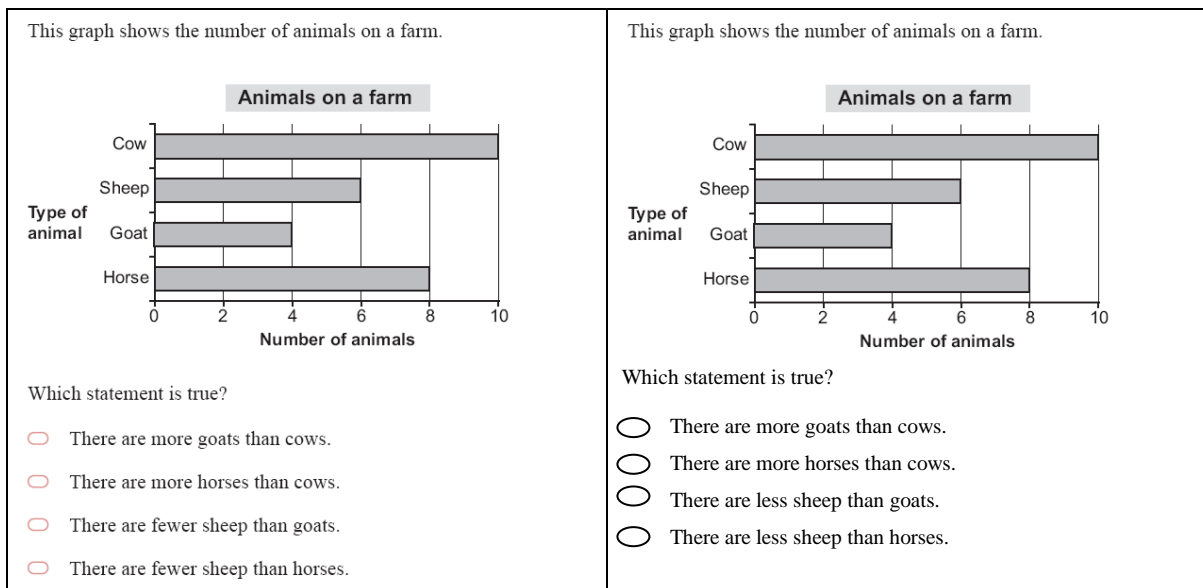 This graph shows the number of animals on a farm.
Animals on a farm
Cow
Sheep
Type of
animal
Goat
Horse
0 2 4 6 8 10
Number of animals
Which statement is true?
There are more goats than cows.
There are more horses than cows.
There are fewer sheep than goats.
There are fewer sheep than horses.
This graph shows the number of animals on a farm.
Animals on a farm
Cow
Sheep
Type of
animal
Goat
Horse
0 2 4 6 8 10
Number of animals
Which statement is true?
There are more goats than cows.
There are more horses than cows.
There are less sheep than goats.
There are less sheep than horses.